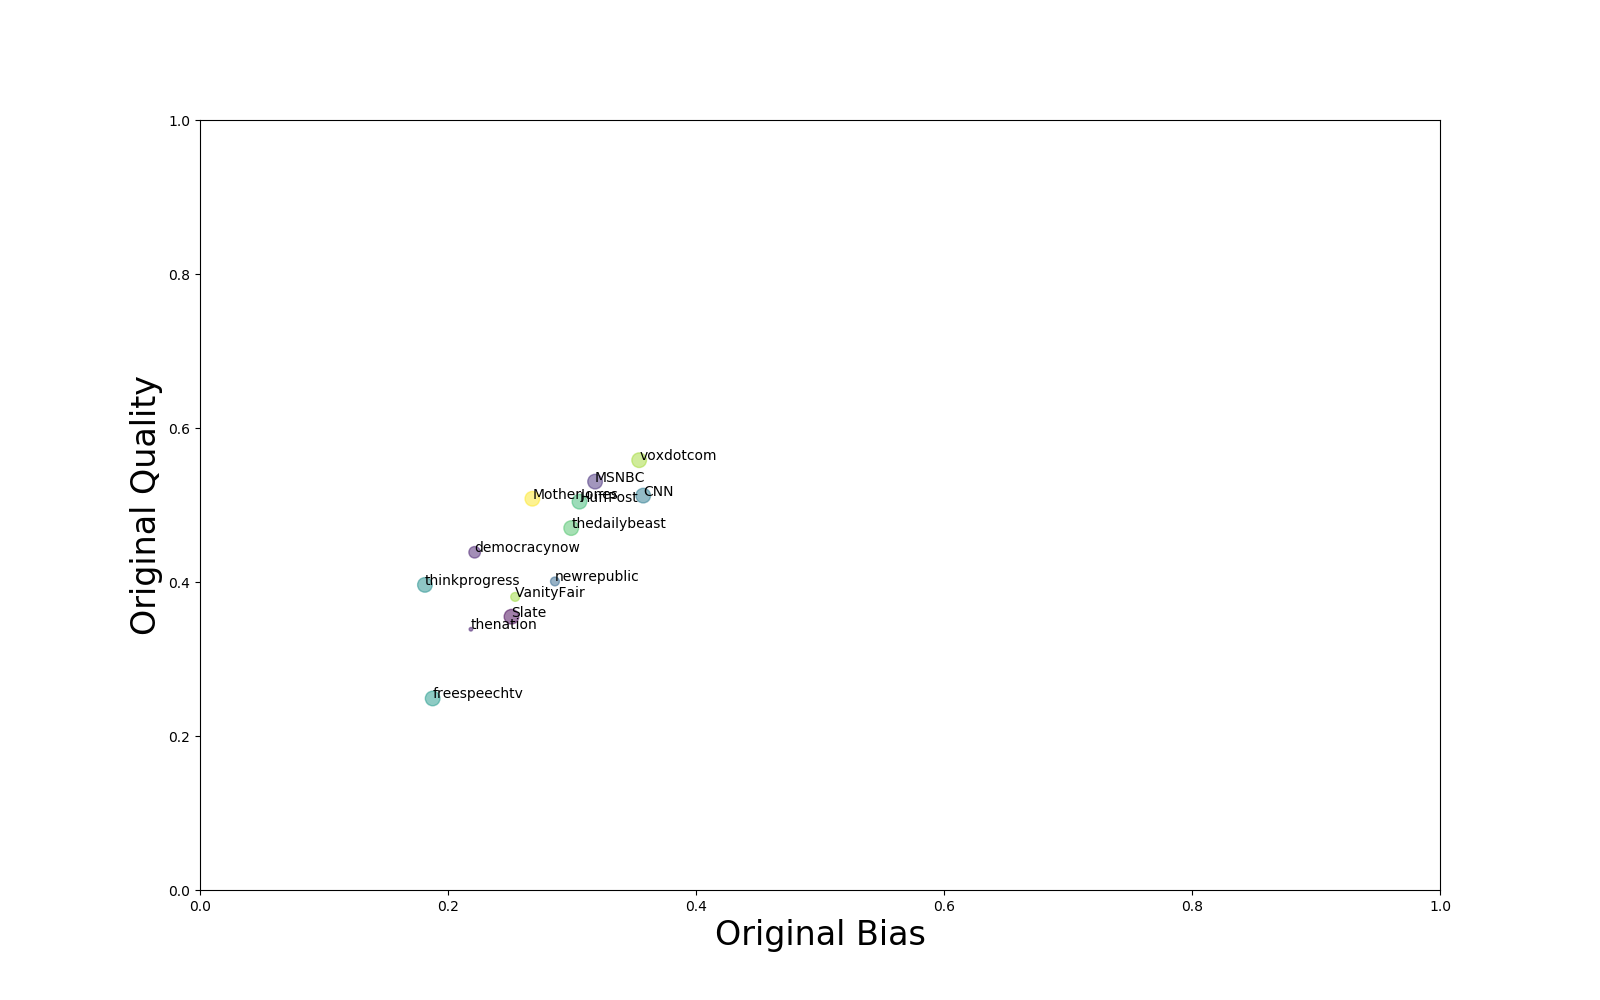 1.0
0.8
0.6
0.4
0.2
0.0
Original Quality
voxdotcom
MSNBC
CNN
MotherJones
HuffPost
thedailybeast
democracynow
newrepublic
thinkprogress
VanityFair
Slate
thenation
freespeechtv
0.0 0.2 0.4 0.6 0.8 1.0
Original Bias